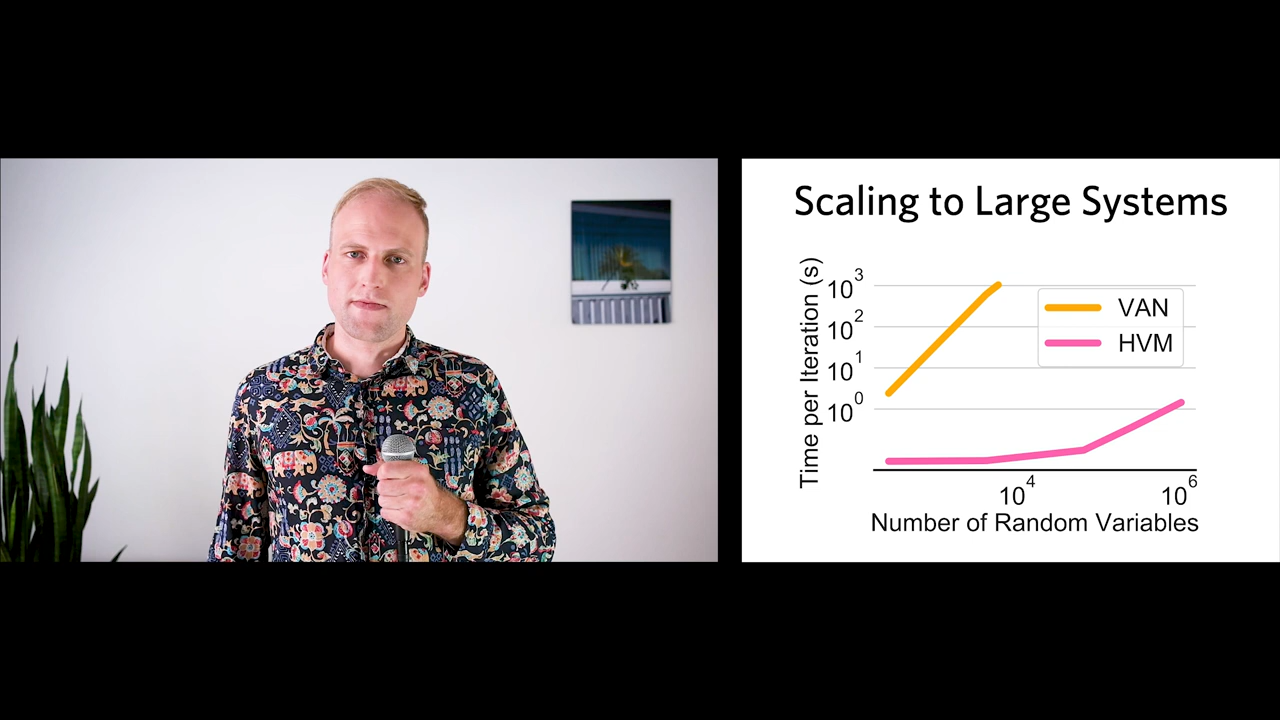 Scaling to Large Systems
Time per Iteration (s)
10^3
10^2
10^1
10^0
VAN
HVM
10^4
10^6
Number of Random Variables